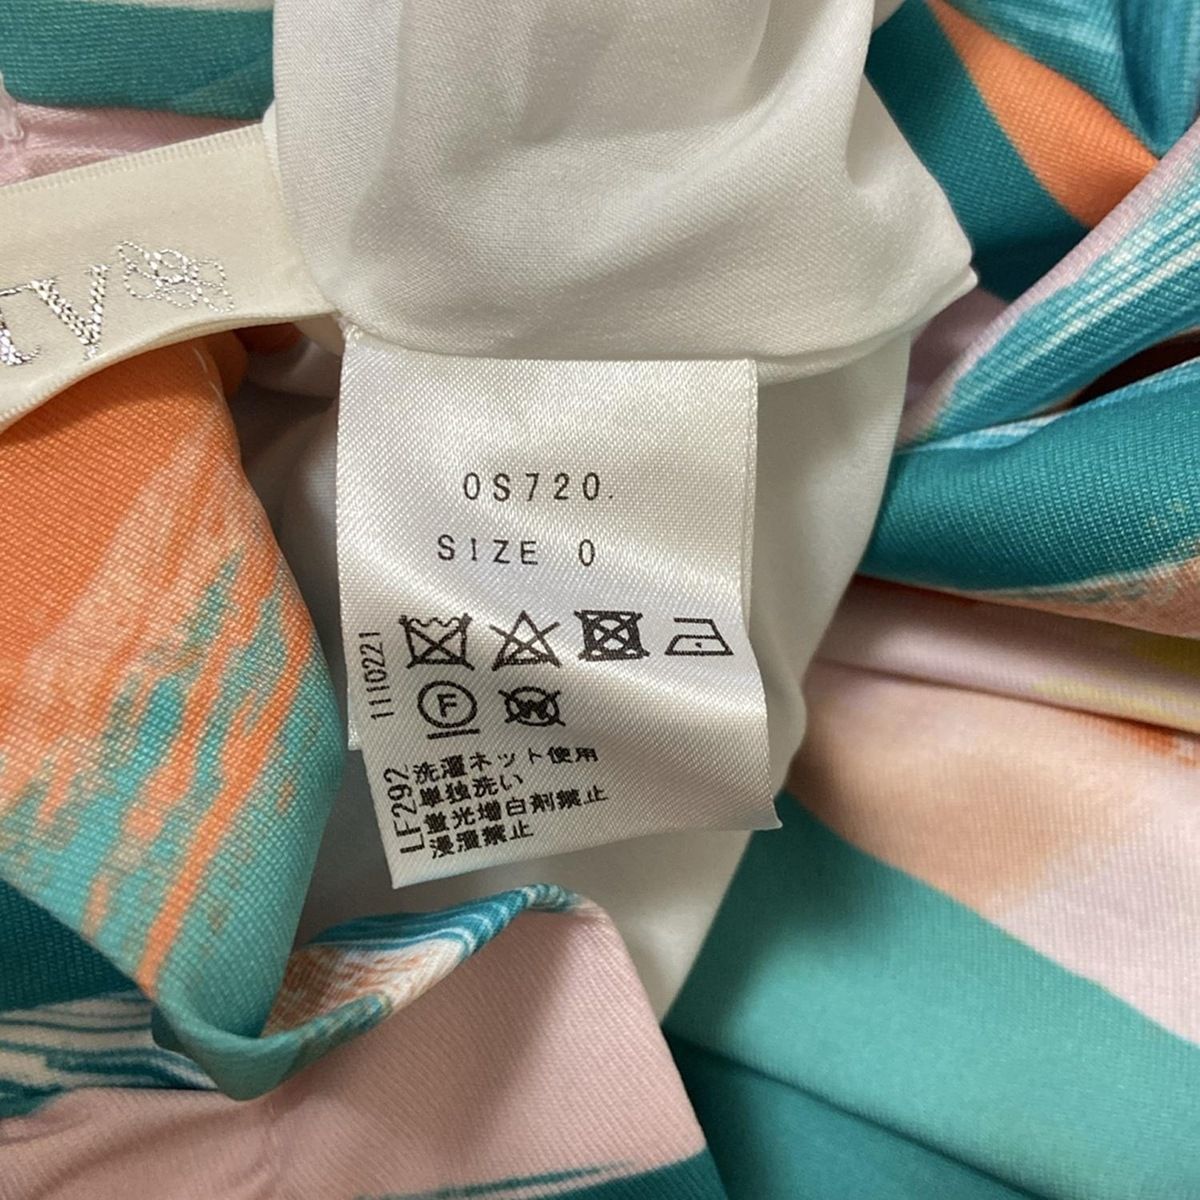 ty
0S720.
SIZE 0
1110221
F
W
LF292
洗濯ネット使用
単独洗い
蛍光増白剤禁止
浸漬禁止